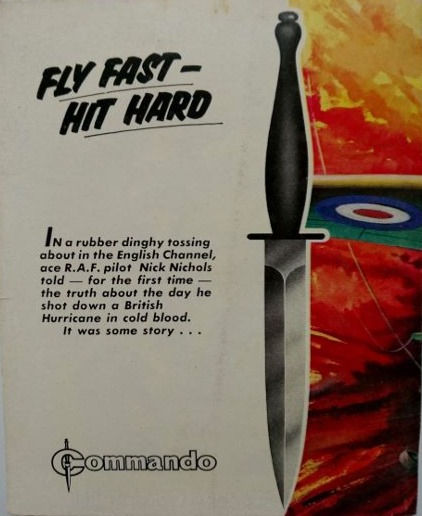 FLY FAST –
HIT HARD
IN a rubber dinghy tossing
about in the English Channel,
ace R.A.F. pilot Nick Nichols
told — for the first time —
the truth about the day he
shot down a British
Hurricane in cold blood.
It was some story . . .
Commando